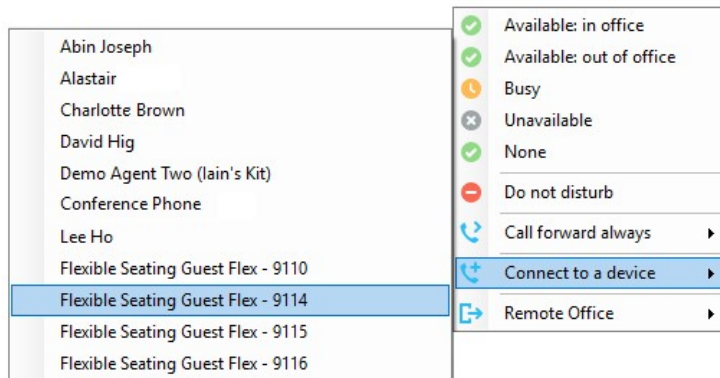 Abin Joseph
Alastair
Charlotte Brown
David Hig
Demo Agent Two (Iain's Kit)
Conference Phone
Lee Ho
Flexible Seating Guest Flex - 9110
Flexible Seating Guest Flex - 9114
Flexible Seating Guest Flex - 9115
Flexible Seating Guest Flex - 9116
Available: in office
Available: out of office
Busy
Unavailable
None
Do not disturb
Call forward always
Connect to a device
Remote Office